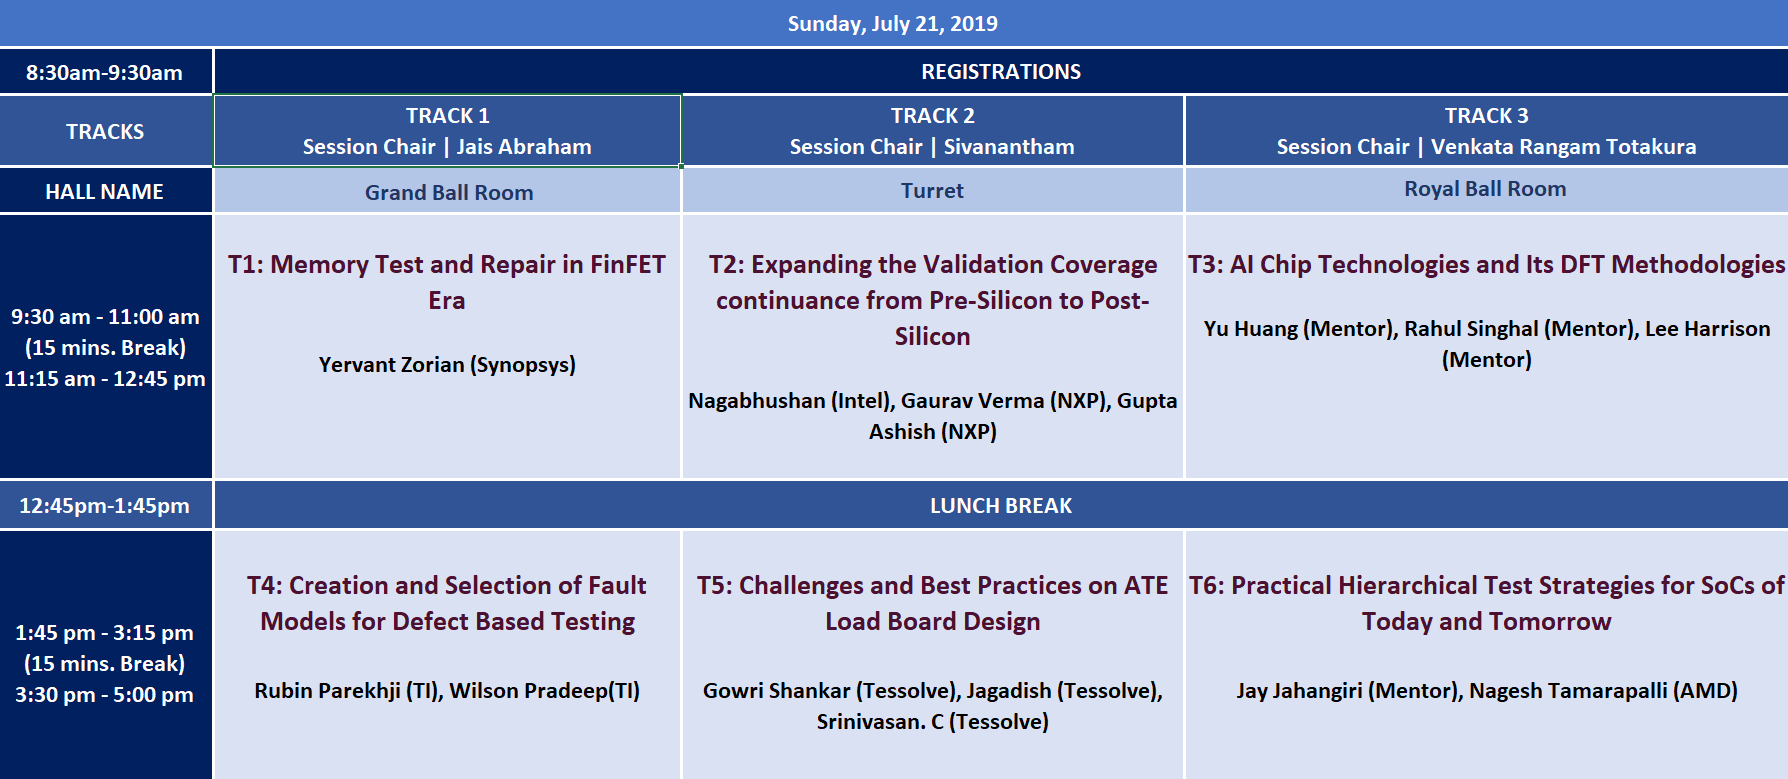 Sunday, July 21, 2019
8:30am-9:30am
REGISTRATIONS
TRACKS
TRACK 1
Session Chair | Jais Abraham
TRACK 2
Session Chair | Sivanantham
TRACK 3
Session Chair | Venkata Rangam Totakura
HALL NAME
Grand Ball Room
Turret
Royal Ball Room
9:30 am - 11:00 am
(15 mins. Break)
11:15 am - 12:45 pm
T1: Memory Test and Repair in FinFET
Era
Yervant Zorian (Synopsys)
T2: Expanding the Validation Coverage
continuance from Pre-Silicon to Post-
Silicon
Nagabhushan (Intel), Gaurav Verma (NXP), Gupta
Ashish (NXP)
T3: AI Chip Technologies and Its DFT Methodologies
Yu Huang (Mentor), Rahul Singhal (Mentor), Lee Harrison
(Mentor)
12:45pm-1:45pm
LUNCH BREAK
1:45 pm - 3:15 pm
(15 mins. Break)
3:30 pm - 5:00 pm
T4: Creation and Selection of Fault
Models for Defect Based Testing
Rubin Parekhji (TI), Wilson Pradeep(TI)
T5: Challenges and Best Practices on ATE
Load Board Design
Gowri Shankar (Tessolve), Jagadish (Tessolve),
Srinivasan. C (Tessolve)
T6: Practical Hierarchical Test Strategies for SoCs of
Today and Tomorrow
Jay Jahangiri (Mentor), Nagesh Tamarapalli (AMD)